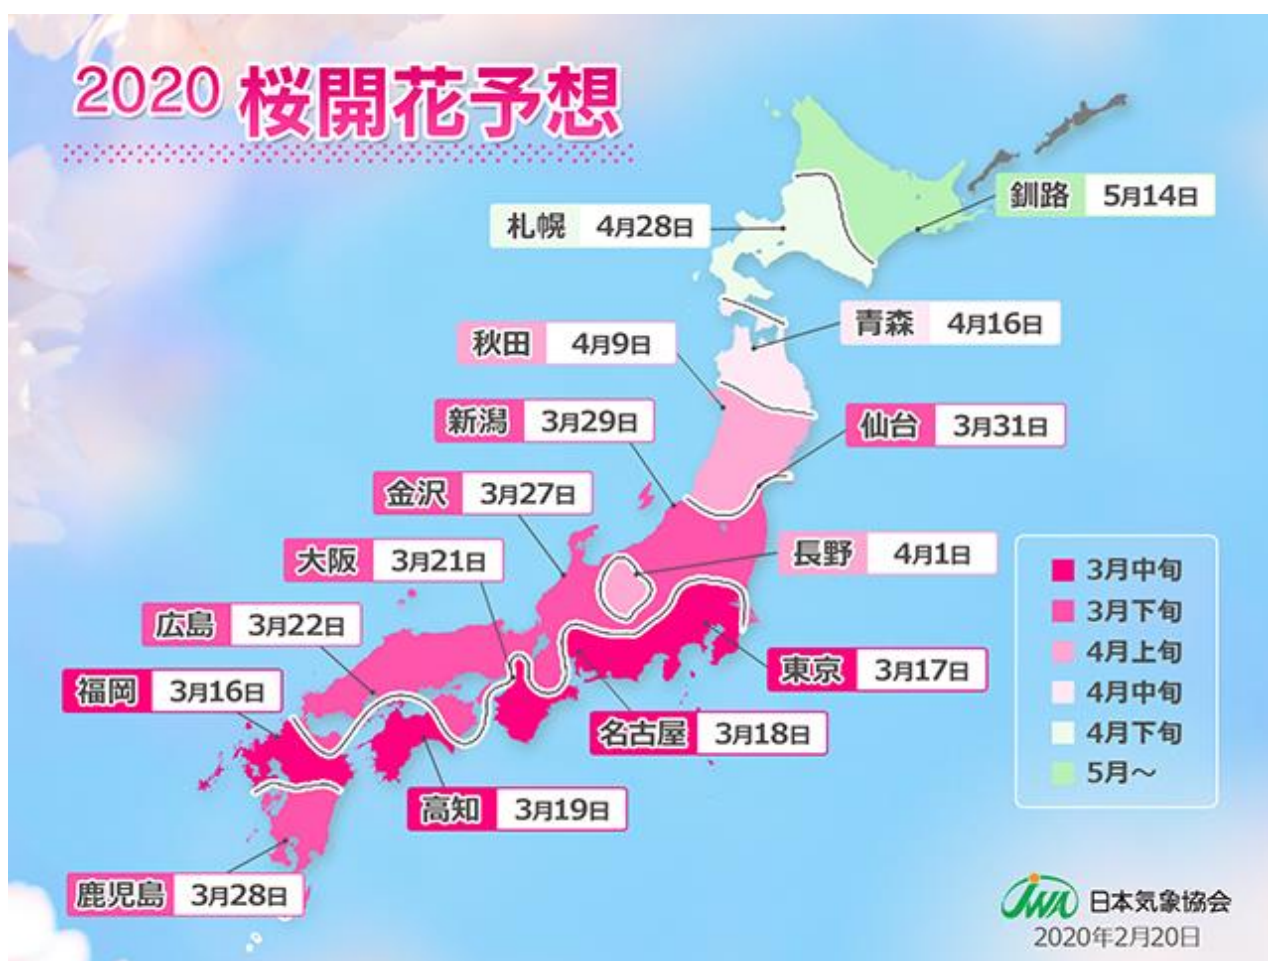 2020 桜開花予想
釧路 5月14日
札幌 4月28日
青森 4月16日
秋田 4月9日
新潟 3月29日
仙台 3月31日
金沢 3月27日
長野 4月1日
大阪 3月21日
広島 3月22日
東京 3月17日
福岡 3月16日
名古屋 3月18日
高知 3月19日
鹿児島 3月28日
3月中旬
3月下旬
4月上旬
4月中旬
4月下旬
5月～
JWA 日本気象協会
2020年2月20日